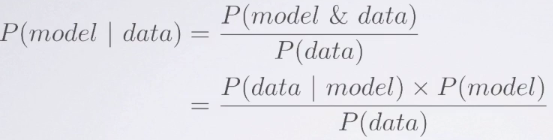 P(model | data) = P(model & data) / P(data)
= P(data | model) × P(model) / P(data)